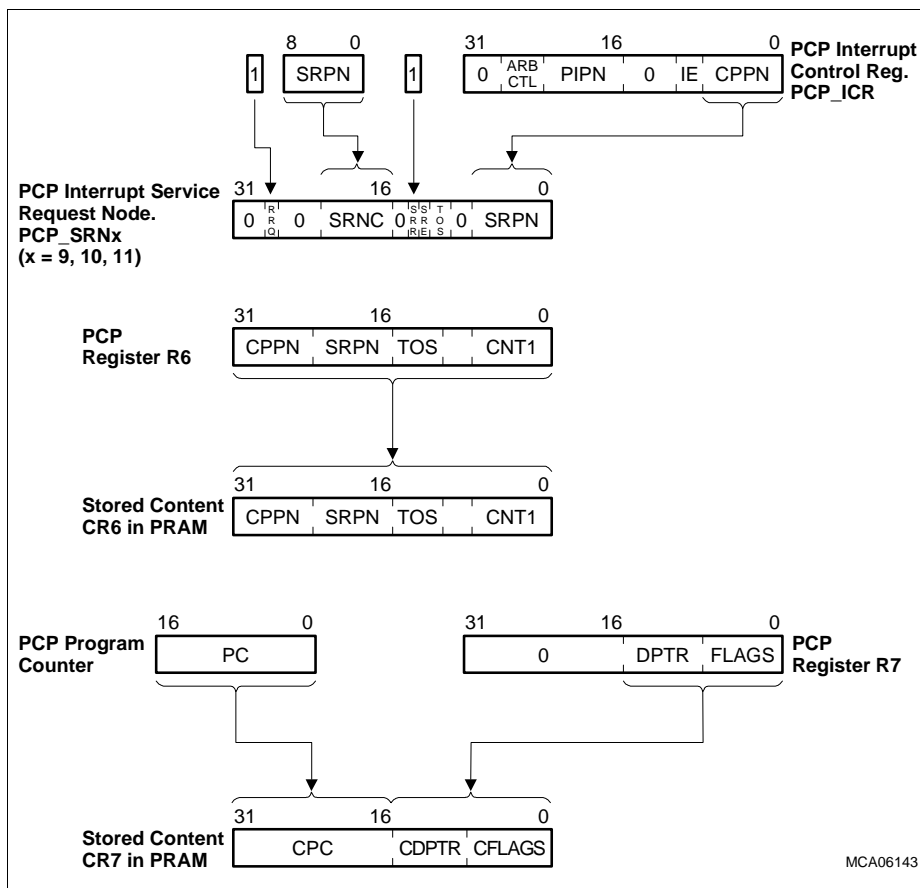 8 0
1 SRPN 1
31 16 0
0 ARB CTL PIPN 0 IE CPPN
PCP Interrupt
Control Reg.
PCP_ICR
PCP Interrupt Service
Request Node.
PCP_SRNx
(x = 9, 10, 11)
31 16 0
0 RRQ 0 SRNC 0 SRR SRE TOS 0 SRPN
PCP
Register R6
31 16 0
CPPN SRPN TOS CNT1
Stored Content
CR6 in PRAM
31 16 0
CPPN SRPN TOS CNT1
PCP Program
Counter
16 0
PC
31 16 0
0 DPTR FLAGS
PCP
Register R7
Stored Content
CR7 in PRAM
31 16 0
CPC CDPTR CFLAGS
MCA06143